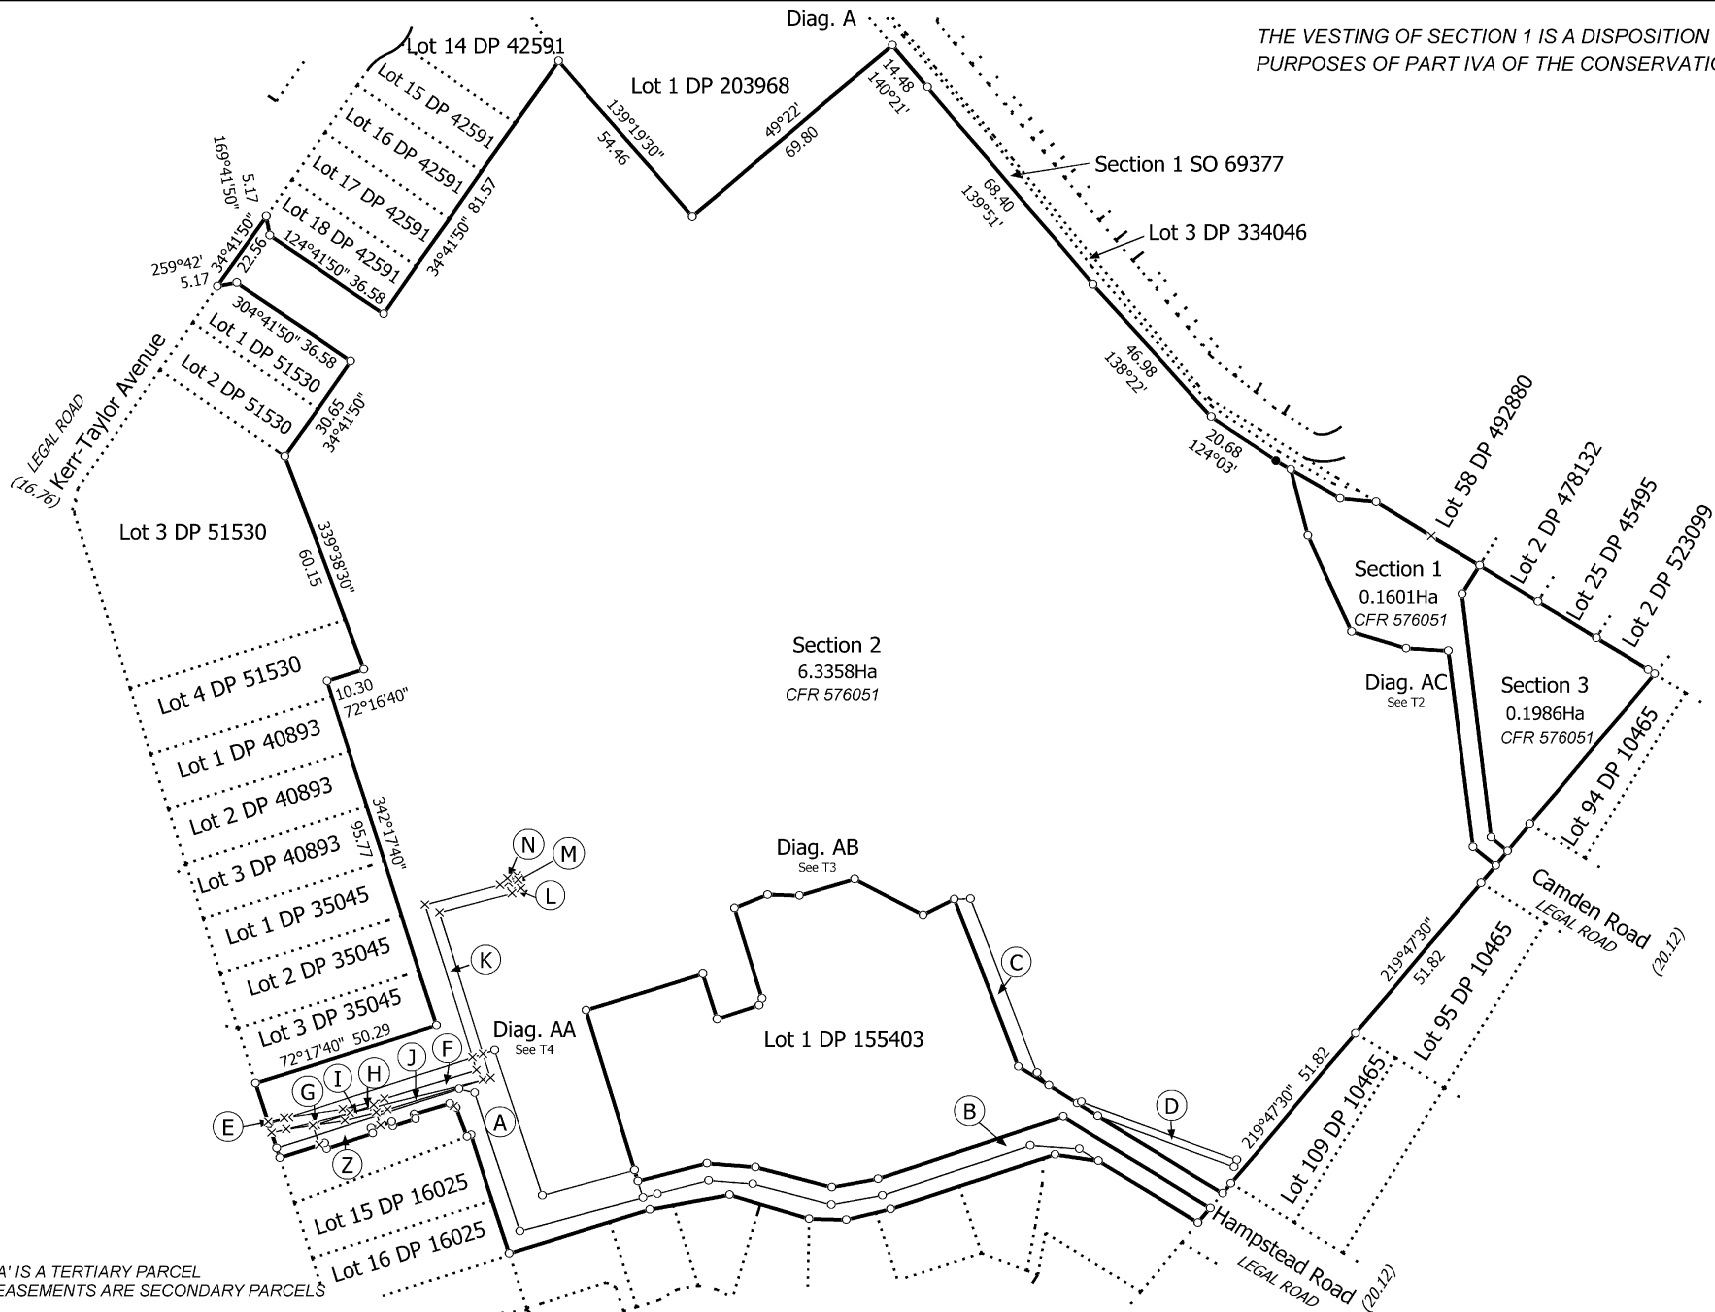 Diag. A
THE VESTING OF SECTION 1 IS A DISPOSITION
PURPOSES OF PART IVA OF THE
Lot 14 DP 42591
Lot 15 DP 42591
Lot 16 DP 42591
Lot 17 DP 42591
Lot 18 DP 42591
Lot 1 DP 203968
139°19'30"
54.46
49°22'
69.80
14.48
140°21'
Section 1 SO 69377
68.40
139°51'
Lot 3 DP 334046
169°41'50"
5.17
34°41'50"
22.56
124°41'50" 36.58
34°41'50" 81.57
259°42'
5.17
304°41'50" 36.58
Lot 1 DP 51530
Lot 2 DP 51530
30.65
34°41'50"
46.98
138°22'
20.68
124°03'
LEGAL ROAD
Kerr-Taylor Avenue
(16.76)
Lot 3 DP 51530
339°38'30"
60.15
Lot 58 DP 492880
Lot 2 DP 478132
Lot 25 DP 45495
Lot 2 DP 523099
Section 1
0.1601Ha
CFR 576051
Section 2
6.3358Ha
CFR 576051
Diag. AC
See T2
Section 3
0.1986Ha
CFR 576051
Lot 94 DP 10465
Lot 4 DP 51530
10.30
72°16'40"
Lot 1 DP 40893
Lot 2 DP 40893
Lot 3 DP 40893
342°17'40"
95.77
Lot 1 DP 35045
Lot 2 DP 35045
Lot 3 DP 35045
72°17'40" 50.29
N
M
L
K
Diag. AB
See T3
C
Camden Road
LEGAL ROAD
(20.12)
219°47'30"
51.82
Lot 95 DP 10465
Diag. AA
See T4
Lot 1 DP 155403
E
G
I
H
J
F
A
Z
B
D
219°47'30" 51.82
Lot 109 DP 10465
Lot 15 DP 16025
Lot 16 DP 16025
Hampstead Road
LEGAL ROAD
(20.12)
A' IS A TERTIARY PARCEL
EASEMENTS ARE SECONDARY PARCELS